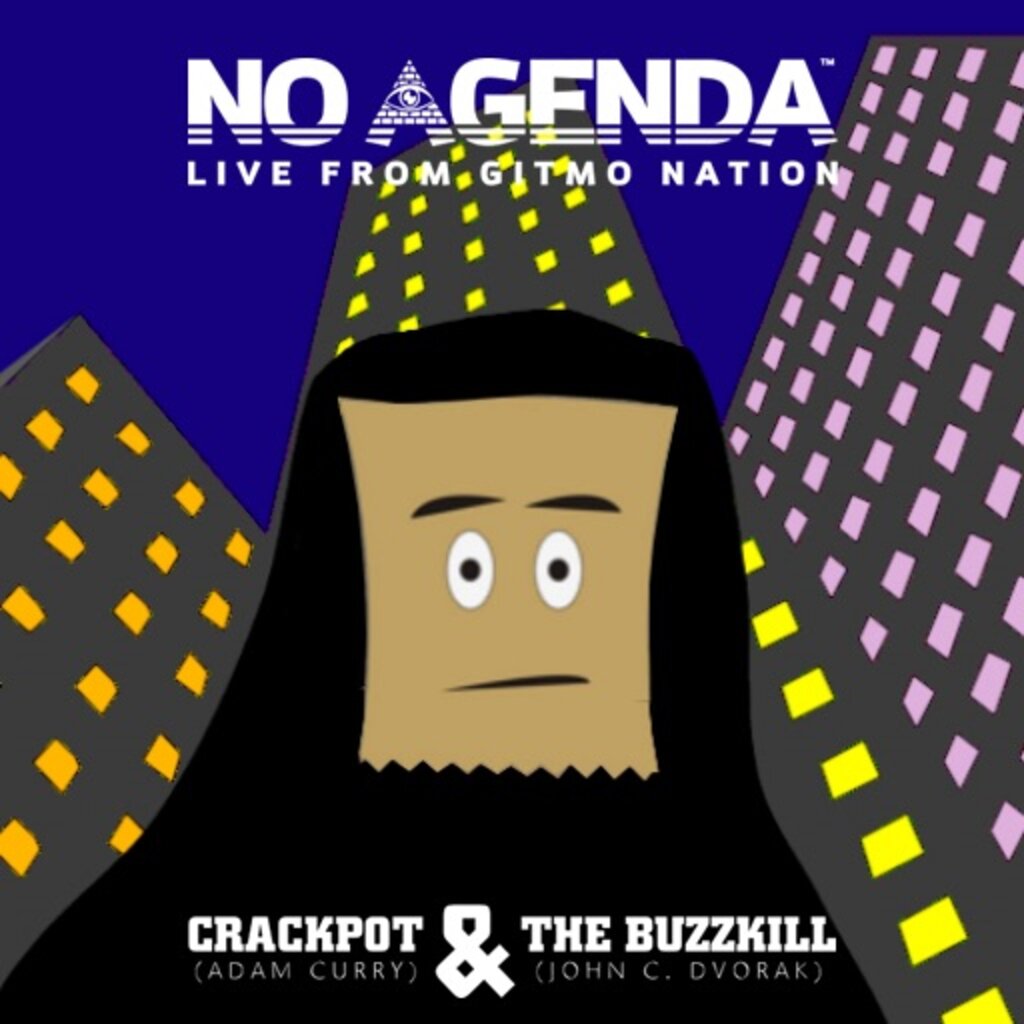 NO AGENDA™
LIVE FROM GITMO NATION
CRACKPOT & THE BUZZKILL
(ADAM CURRY) (JOHN C. DVORAK)